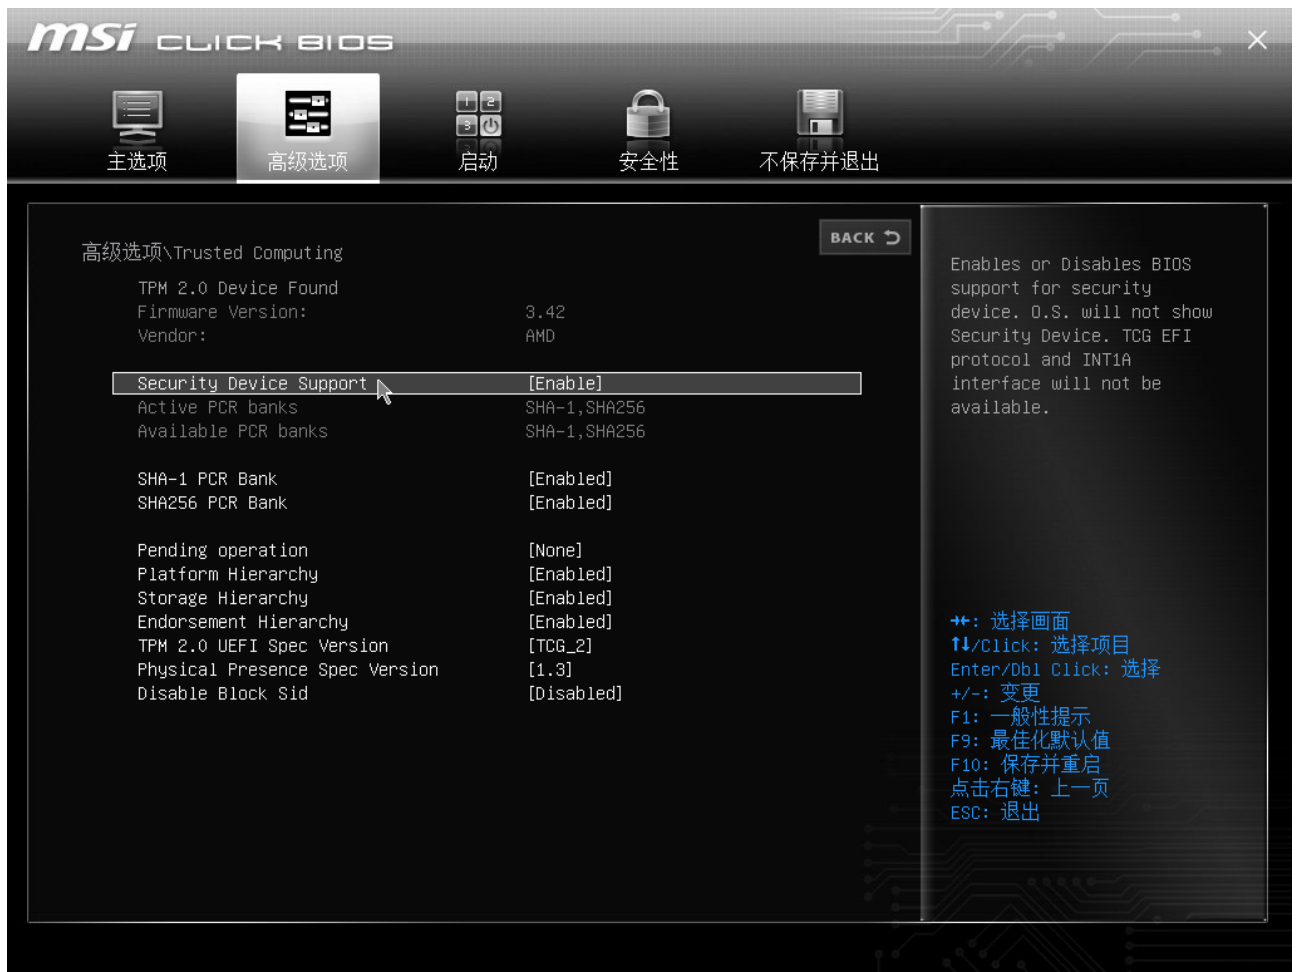 msi CLICK BIOS
主选项
高级选项
启动
安全性
不保存并退出
BACK
高级选项\Trusted Computing
TPM 2.0 Device Found
Firmware Version: 3.42
Vendor: AMD
Security Device Support [Enable]
Active PCR banks SHA-1,SHA256
Available PCR banks SHA-1,SHA256
SHA-1 PCR Bank [Enabled]
SHA256 PCR Bank [Enabled]
Pending operation [None]
Platform Hierarchy [Enabled]
Storage Hierarchy [Enabled]
Endorsement Hierarchy [Enabled]
TPM 2.0 UEFI Spec Version [TCG_2]
Physical Presence Spec Version [1.3]
Disable Block Sid [Disabled]
Enables or Disables BIOS
support for security
device. O.S. will not show
Security Device. TCG EFI
protocol and INT1A
interface will not be
available.
→←: 选择画面
↑↓/Click: 选择项目
Enter/Dbl Click: 选择
+/-: 变更
F1: 一般性提示
F9: 最佳化默认值
F10: 保存并重启
点击右键: 上一页
ESC: 退出